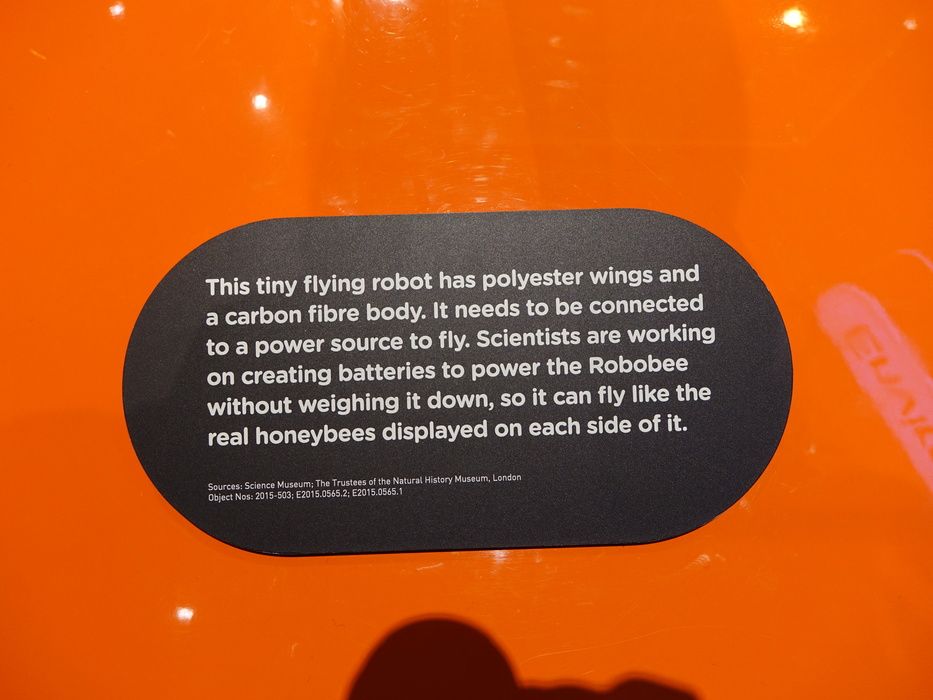 This tiny flying robot has polyester wings and
a carbon fibre body. It needs to be connected
to a power source to fly. Scientists are working
on creating batteries to power the Robobee
without weighing it down, so it can fly like the
real honeybees displayed on each side of it.
Sources: Science Museum; The Trustees of the Natural History Museum, London
Object Nos: 2015-503; E2015.0565.2; E2015.0565.1